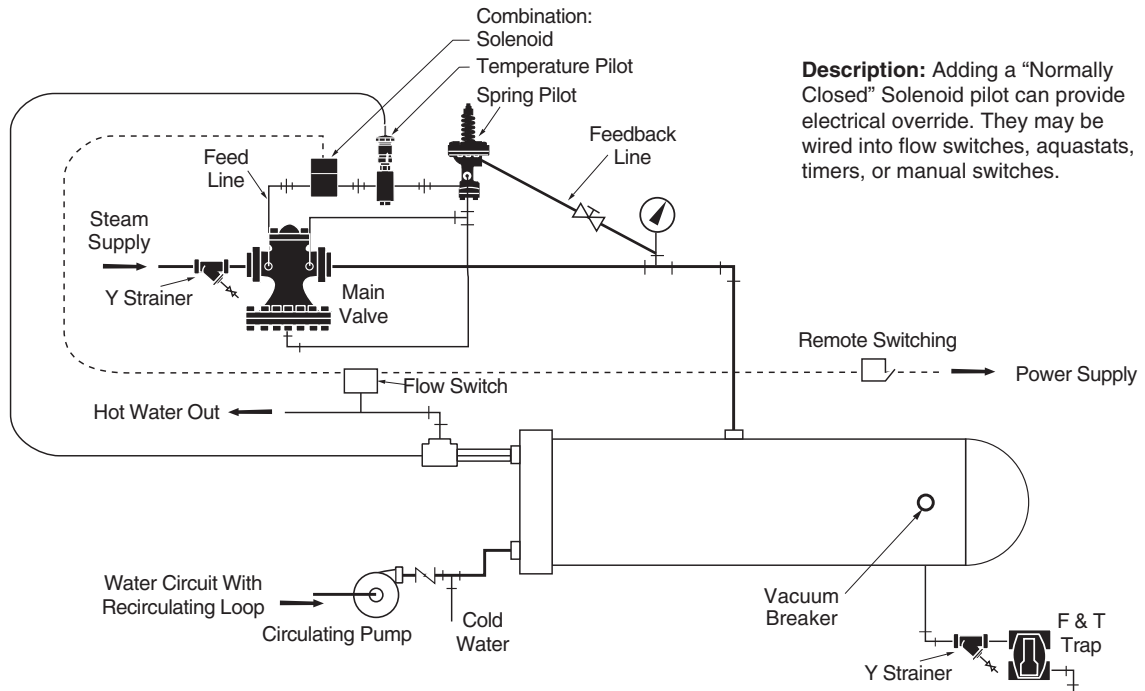 Combination:
Solenoid
Temperature Pilot
Spring Pilot
Description: Adding a “Normally
Closed” Solenoid pilot can provide
electrical override. They may be
wired into flow switches, aquastats,
timers, or manual switches.
Feedback
Line
Feed
Line
Steam
Supply
Y Strainer
Main
Valve
Remote Switching
Power Supply
Flow Switch
Hot Water Out
Water Circuit With
Recirculating Loop
Circulating Pump
Cold
Water
Vacuum
Breaker
F & T
Trap
Y Strainer